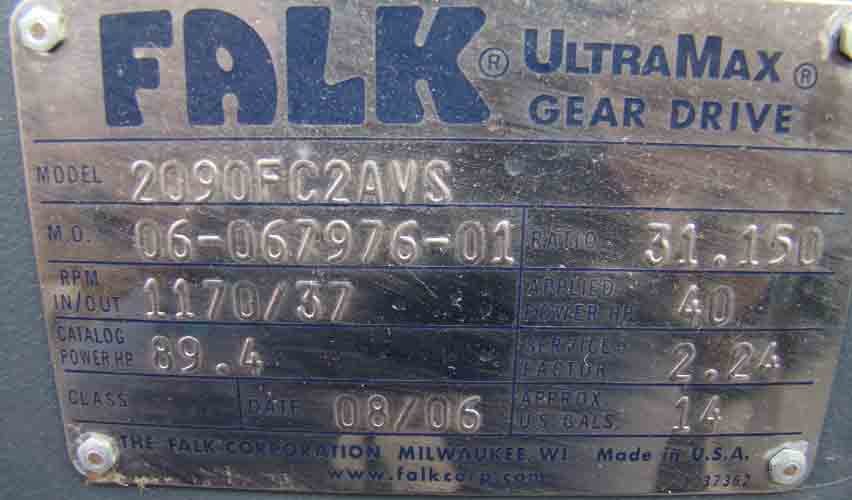 FALK® ULTRAMAX®
GEAR DRIVE
MODEL 2090FC2AVS
M.O. 06-067976-01 RATIO 31.150
RPM IN/OUT 1170/37 APPLIED POWER HP 40
CATALOG POWER HP 89.4 SERVICE FACTOR 2.24
CLASS DATE 08/06 APPROX. U.S. GALS. 14
THE FALK CORPORATION MILWAUKEE, WI Made in U.S.A.
www.falkcorp.com 37362